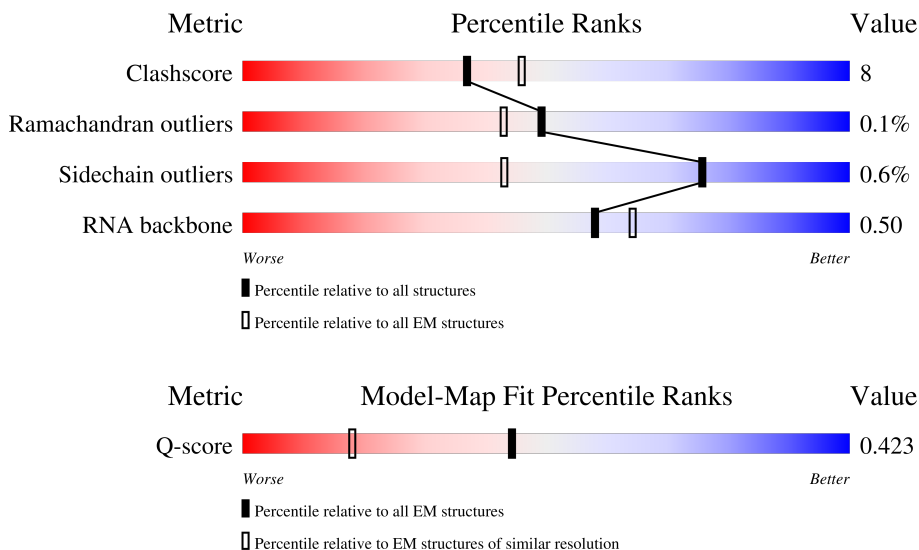 Metric Percentile Ranks Value
Clashscore 8
Ramachandran outliers 0.1%
Sidechain outliers 0.6%
RNA backbone 0.50
Worse Better
Percentile relative to all structures
Percentile relative to all EM structures
Metric Model-Map Fit Percentile Ranks Value
Q-score 0.423
Worse Better
Percentile relative to all EM structures
Percentile relative to EM structures of similar resolution